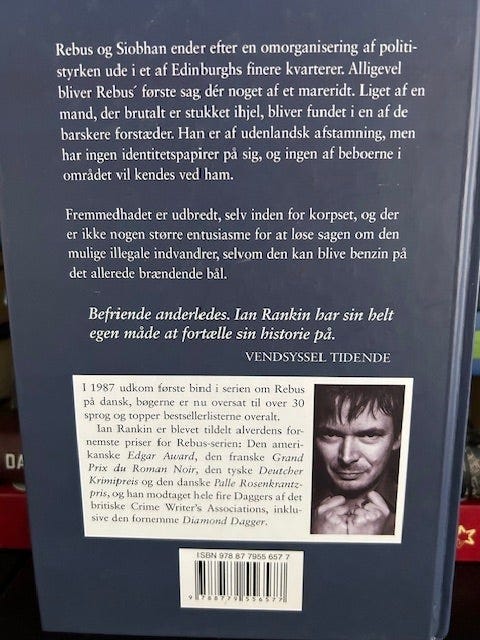 Rebus og Siobhan ender efter en omorganisering af politi-
styrken ude i et af Edinburghs finere kvarterer. Alligevel
bliver Rebus´ første sag dér noget af et mareridt. Liget af en
mand, der brutalt er stukket ihjel, bliver fundet i en af de
barskere forstæder. Han er af udenlandsk afstamning, men
har ingen identitetspapirer på sig, og ingen af beboerne i
området vil kendes ved ham.
Fremmedhadet er udbredt, selv inden for korpset, og der
er ikke nogen større entusiasme for at løse sagen om den
mulige illegale indvandrer, selvom den kan blive benzin på
det allerede brændende bål.
Befriende anderledes. Ian Rankin har sin helt
egen måde at fortælle sin historie på.
VENDSYSSEL TIDENDE
I 1987 udkom første bind i serien om Rebus
på dansk, bøgerne er nu oversat til over 30
sprog og topper bestsellerlisterne overalt.
Ian Rankin er blevet tildelt alverdens for-
nemste priser for Rebus-serien: Den ameri-
kanske Edgar Award, den franske Grand
Prix du Roman Noir, den tyske Deutcher
Krimipreis og den danske Palle Rosenkrantz-
pris, og han modtaget hele fire Daggers af det
britiske Crime Writer's Associations, inklu-
sive den fornemme Diamond Dagger.
ISBN 978 87 7955 657 7
9 788779 556577
DA